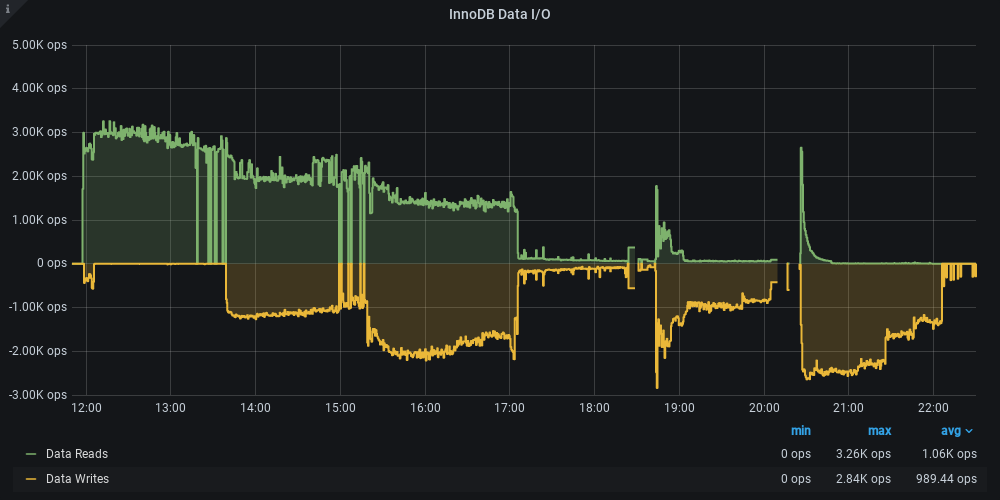 i
InnoDB Data I/O
5.00K ops
4.00K ops
3.00K ops
2.00K ops
1.00K ops
0 ops
-1.00K ops
-2.00K ops
-3.00K ops
12:00 13:00 14:00 15:00 16:00 17:00 18:00 19:00 20:00 21:00 22:00
min max avg
Data Reads 0 ops 3.26K ops 1.06K ops
Data Writes 0 ops 2.84K ops 989.44 ops